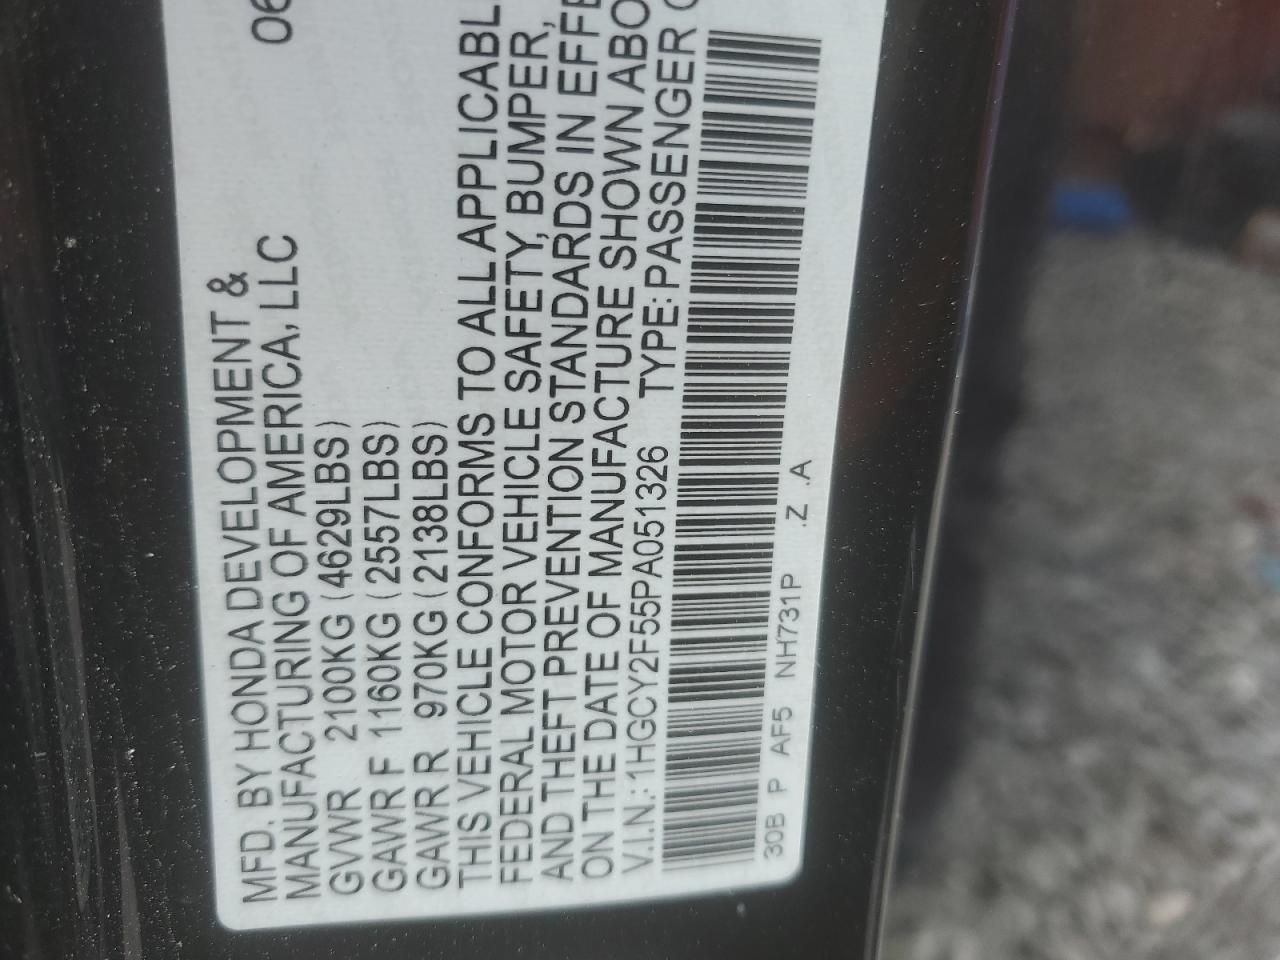 MFD. BY HONDA DEVELOPMENT &
MANUFACTURING OF AMERICA, LLC
GVWR 2100KG (4629LBS)
GAWR F 1160KG (2557LBS)
GAWR R 970KG (2138LBS)
THIS VEHICLE CONFORMS TO ALL APPLICABL
FEDERAL MOTOR VEHICLE SAFETY, BUMPER,
AND THEFT PREVENTION STANDARDS IN EFFE
ON THE DATE OF MANUFACTURE SHOWN ABO
V.I.N.: 1HGCY2F55PA051326 TYPE: PASSENGER
30B P AF5 NH731P .Z .A